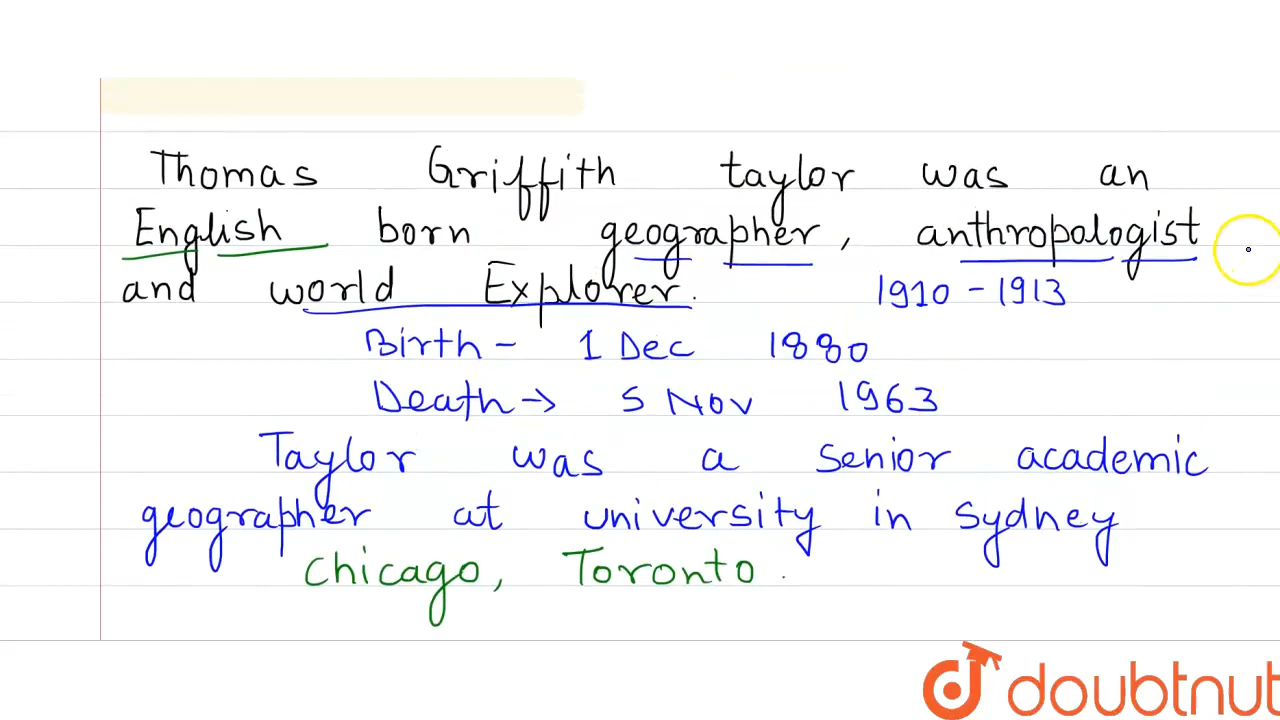 Thomas Griffith taylor was an
English born geographer, anthropologist
and world Explorer. 1910 - 1913
Birth - 1 Dec 1880
Death → 5 Nov 1963
Taylor was a senior academic
geographer at university in sydney
Chicago, Toronto.
doubtnut